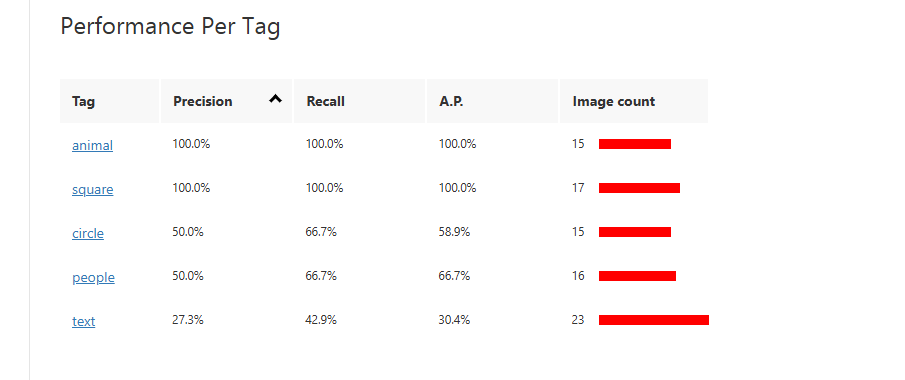 Performance Per Tag
Tag Precision Recall A.P. Image count
animal 100.0% 100.0% 100.0% 15
square 100.0% 100.0% 100.0% 17
circle 50.0% 66.7% 58.9% 15
people 50.0% 66.7% 66.7% 16
text 27.3% 42.9% 30.4% 23